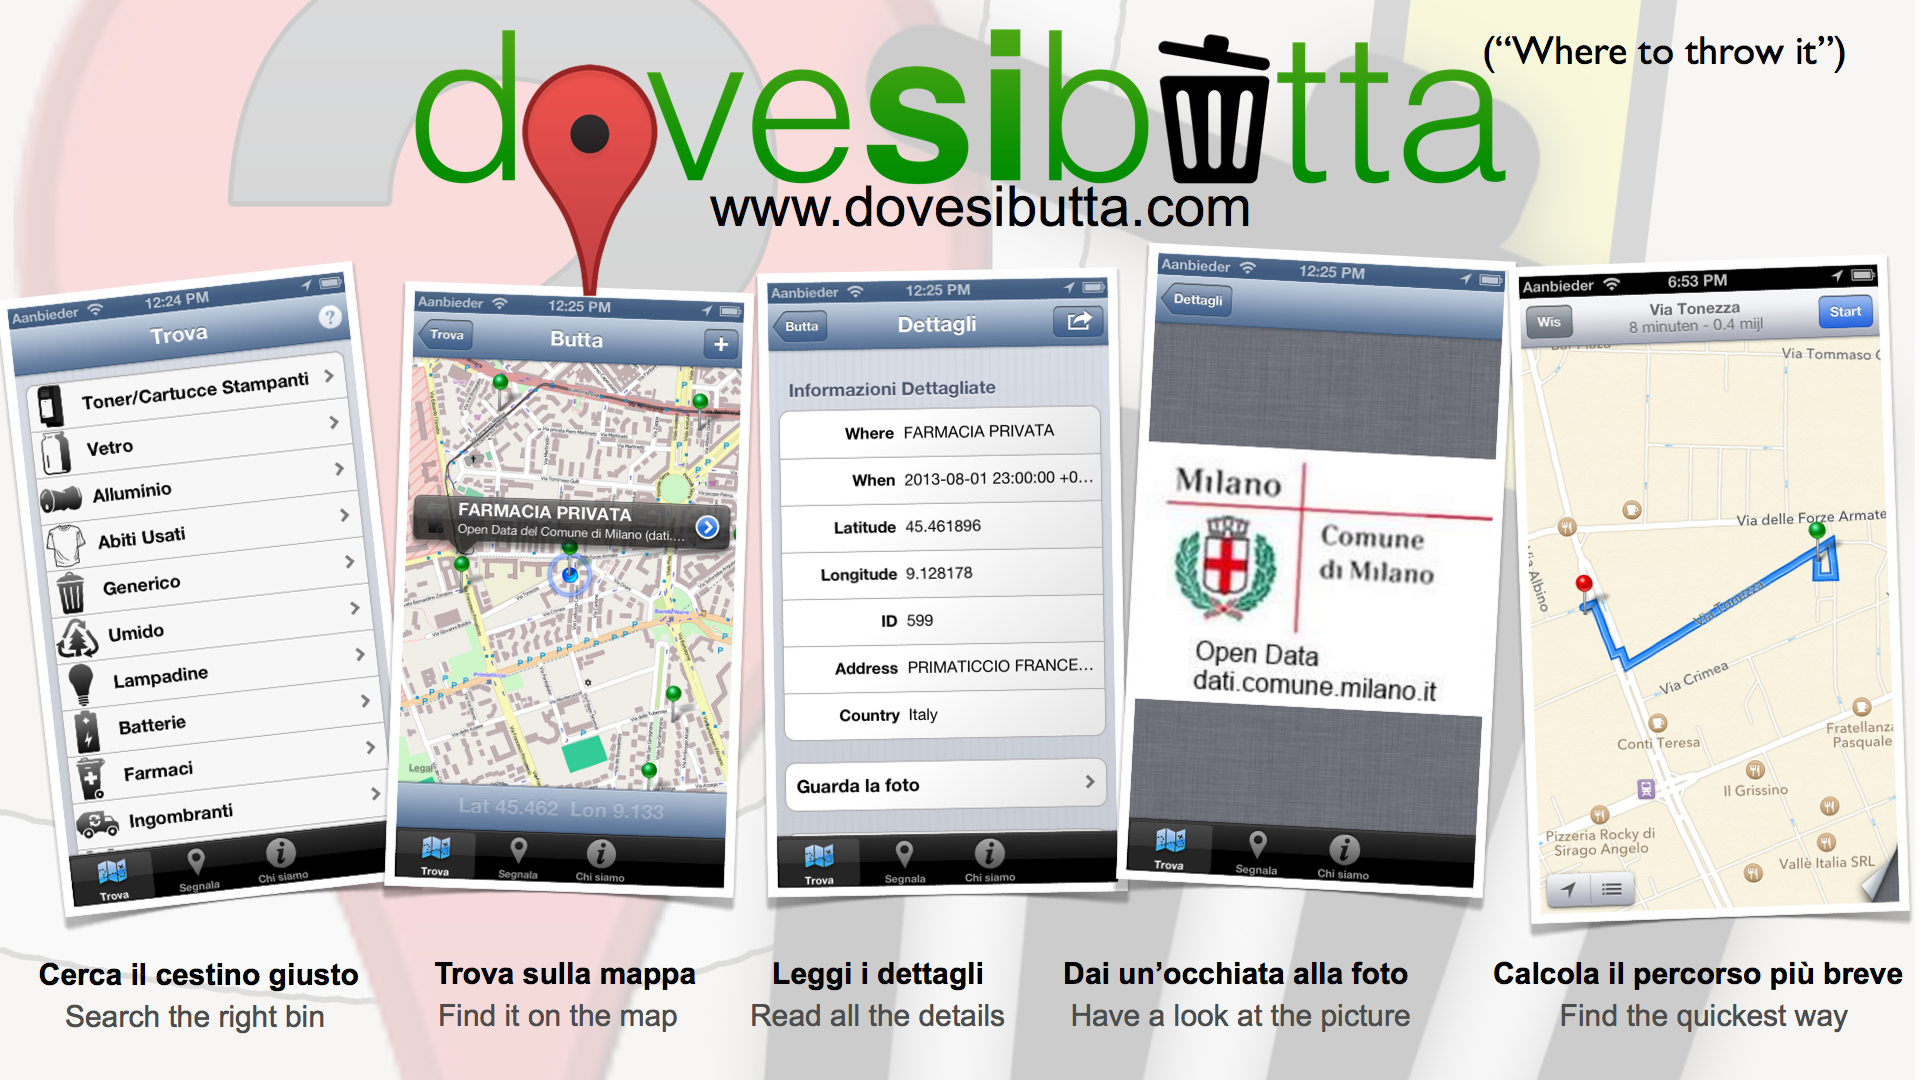 dovesibutta
("Where to throw it")
www.dovesibutta.com
Aanbieder 12:24 PM
Trova
?
Toner/Cartucce Stampanti
Vetro
Alluminio
Abiti Usati
Generico
Umido
Lampadine
Batterie
Farmaci
Ingombranti
Trova Segnala Chi siamo
Aanbieder 12:25 PM
Trova Butta +
FARMACIA PRIVATA
Open Data del Comune di Milano (dati....
Legal
Lat 45.462 Lon 9.133
Trova Segnala Chi siamo
Aanbieder 12:25 PM
Butta Dettagli
Informazioni Dettagliate
Where FARMACIA PRIVATA
When 2013-08-01 23:00:00 +0...
Latitude 45.461896
Longitude 9.128178
ID 599
Address PRIMATICCIO FRANCE...
Country Italy
Guarda la foto
Trova Segnala Chi siamo
Aanbieder 12:25 PM
Dettagli
Milano
Comune
di Milano
Open Data
dati.comune.milano.it
Trova Segnala Chi siamo
Aanbieder 6:53 PM
Wis Via Tonezza Start
8 minuten - 0.4 mijl
Via Tommaso G
Via delle Forze Armate
Via Albino
Via Tonezza
Via Crimea
Conti Teresa
Fratellanza
Pasquale
Il Grissino
Pizzeria Rocky di
Sirago Angelo
Valle Italia SRL
Cerca il cestino giusto
Search the right bin
Trova sulla mappa
Find it on the map
Leggi i dettagli
Read all the details
Dai un'occhiata alla foto
Have a look at the picture
Calcola il percorso più breve
Find the quickest way